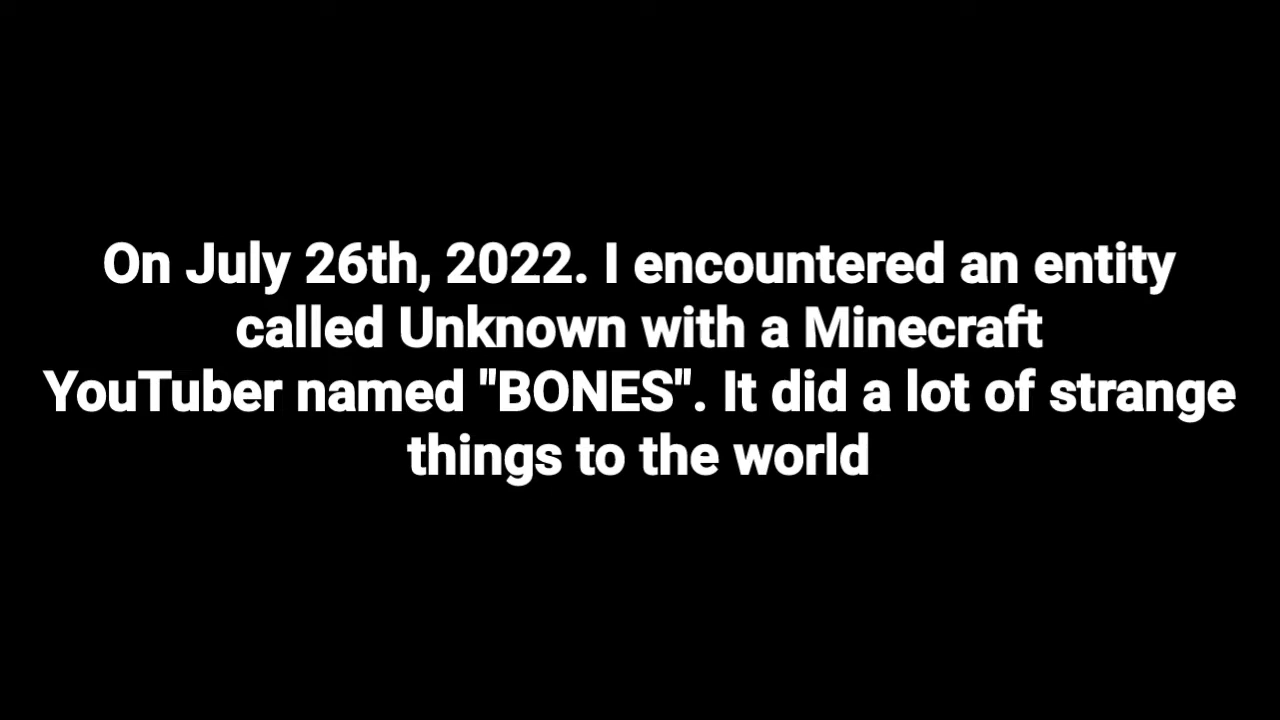 On July 26th, 2022. I encountered an entity
called Unknown with a Minecraft
YouTuber named "BONES". It did a lot of strange
things to the world